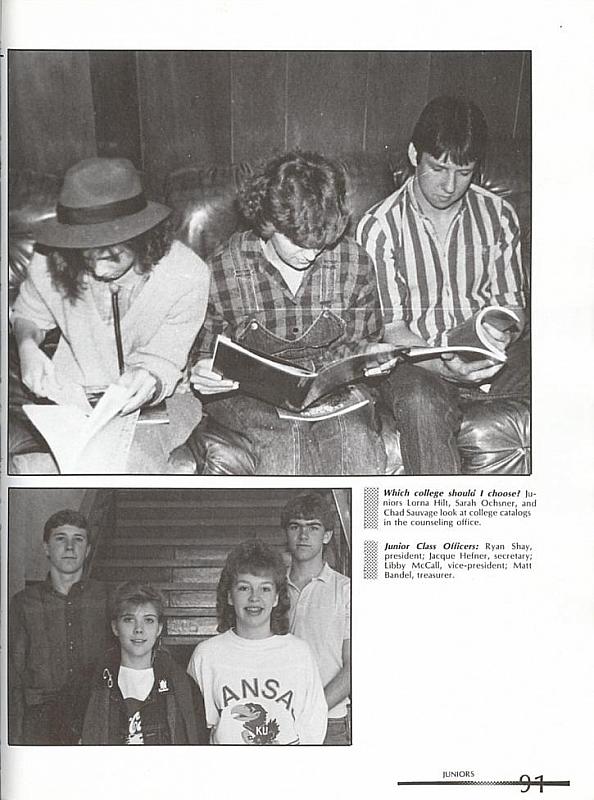 Which college should I choose? Ju-
niors Lorna Hilt, Sarah Ochsner, and
Chad Sauvage look at college catalogs
in the counseling office.
Junior Class Officers: Ryan Shay,
president; Jacque Hefner, secretary;
Libby McCall, vice-president; Matt
Bandel, treasurer.
ANSA
KU
JUNIORS
91